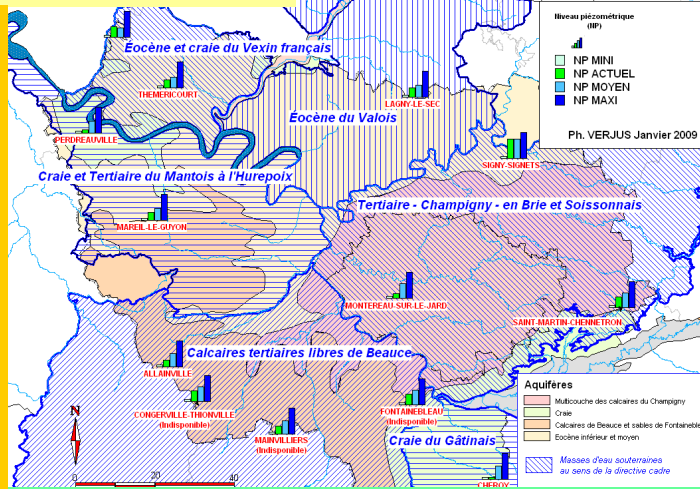 Niveau piézométrique
(NP)
NP MINI
NP ACTUEL
NP MOYEN
NP MAXI
Ph. VERJUS Janvier 2009
Éocène et craie du Vexin français
THEMERICOURT
LAGNY-LE-SEC
Éocène du Valois
PERDREAUVILLE
SIGNY-SIGNETS
Craie et Tertiaire du Mantois à l'Hurepoix
Tertiaire - Champigny - en Brie et Soissonnais
MAREIL-LE-GUYON
MONTEREAU-SUR-LE-JARD
SAINT-MARTIN-CHENNETRON
Calcaires tertiaires libres de Beauce
ALLAINVILLE
CONGERVILLE-THIONVILLE
(Indisponible)
FONTAINEBLEAU
(Indisponible)
MAINVILLIERS
(Indisponible)
Craie du Gâtinais
CHEROY
N
0 20 40
Aquifères
Multicouche des calcaires du Champigny
Craie
Calcaires de Beauce et sables de Fontaineble
Eocène inférieur et moyen
Masses d'eau souterraines
au sens de la directive cadre